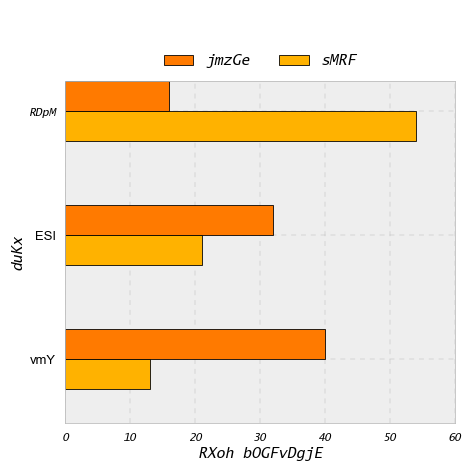 jmzGe sMRF
RDpM
ESI
vmY
duKx
0 10 20 30 40 50 60
RXoh bOGFvDgjE